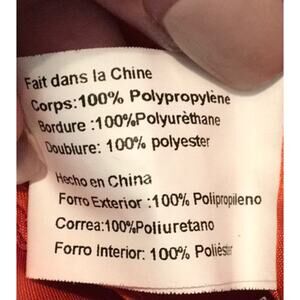 Fait dans la Chine
Corps:100% Polypropylène
Bordure :100%Polyurèthane
Doublure: 100% polyester
Hecho en China
Forro Exterior :100% Polipropileno
Correa:100%Poliuretano
Forro Interior: 100% Poliéster